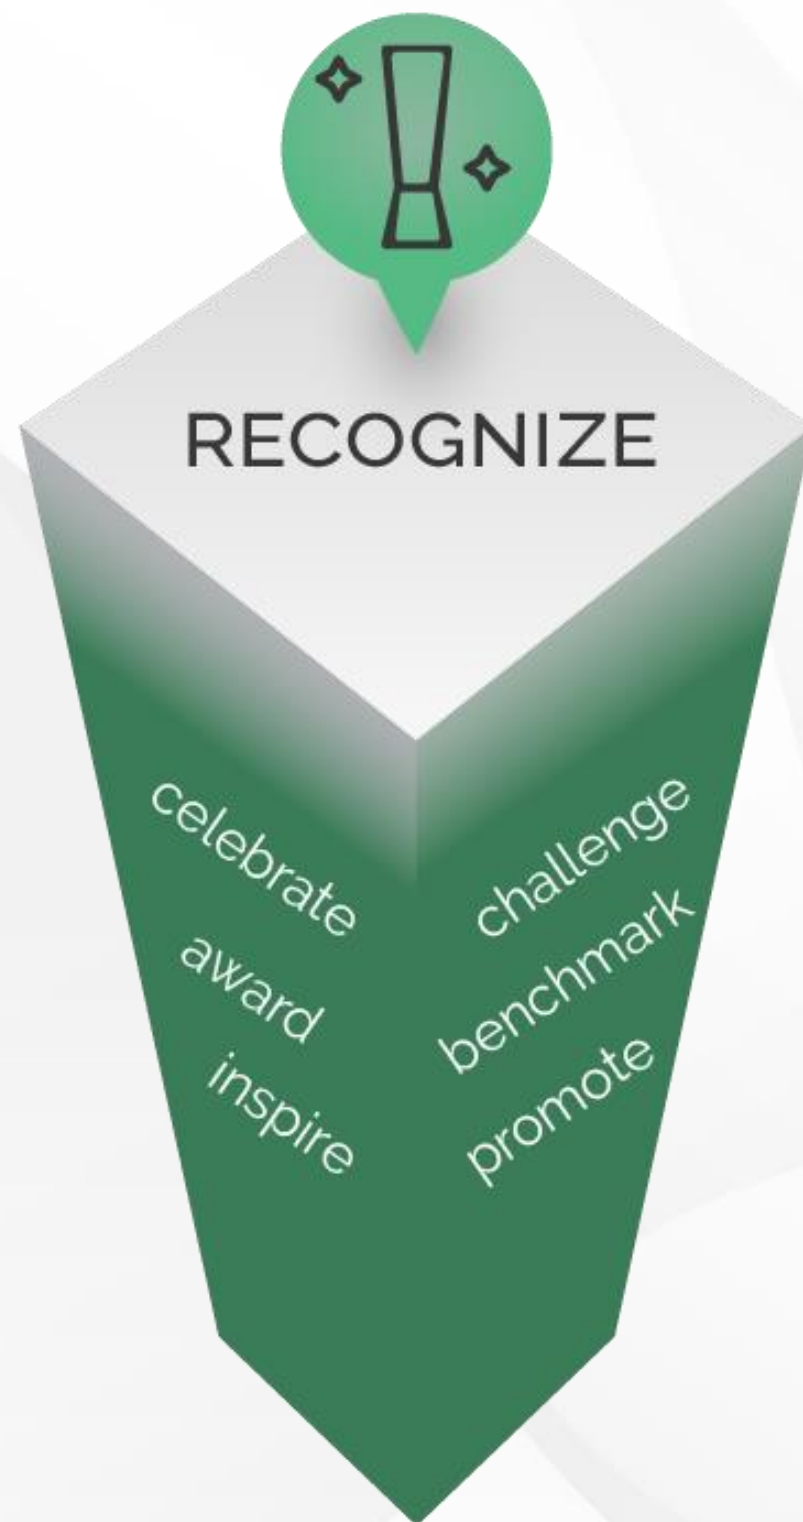 RECOGNIZE
celebrate
award
inspire
challenge
benchmark
promote